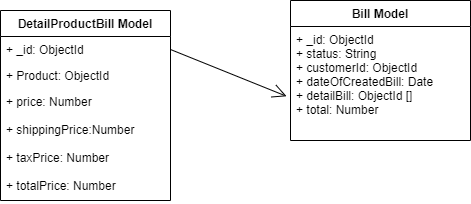 DetailProductBill Model
+ _id: ObjectId
+ Product: ObjectId
+ price: Number
+ shippingPrice:Number
+ taxPrice: Number
+ totalPrice: Number
Bill Model
+ _id: ObjectId
+ status: String
+ customerId: ObjectId
+ dateOfCreatedBill: Date
+ detailBill: ObjectId []
+ total: Number